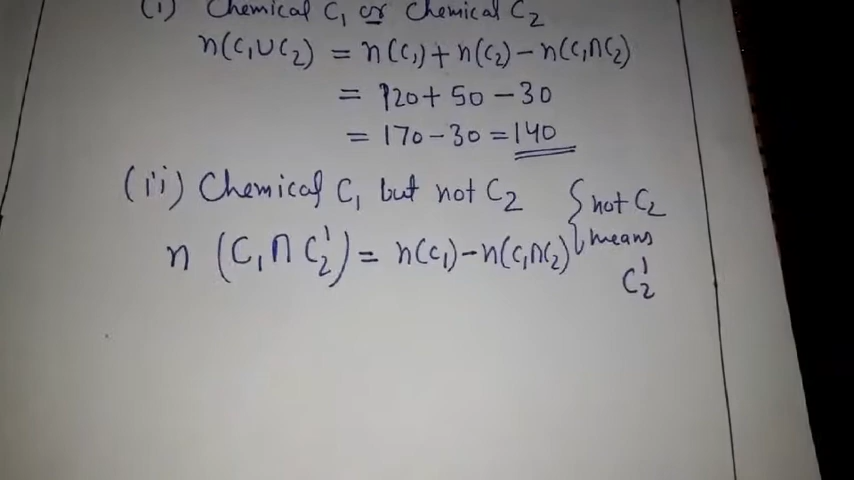 (i) Chemical C₁ or Chemical C₂
n(C₁∪C₂) = n(C₁)+n(C₂)-n(C₁∩C₂)
= 120+50-30
= 170-30=140
(ii) Chemical C₁ but not C₂ {not C₂ means C₂'
n(C₁∩C₂')= n(C₁)-n(C₁∩C₂)